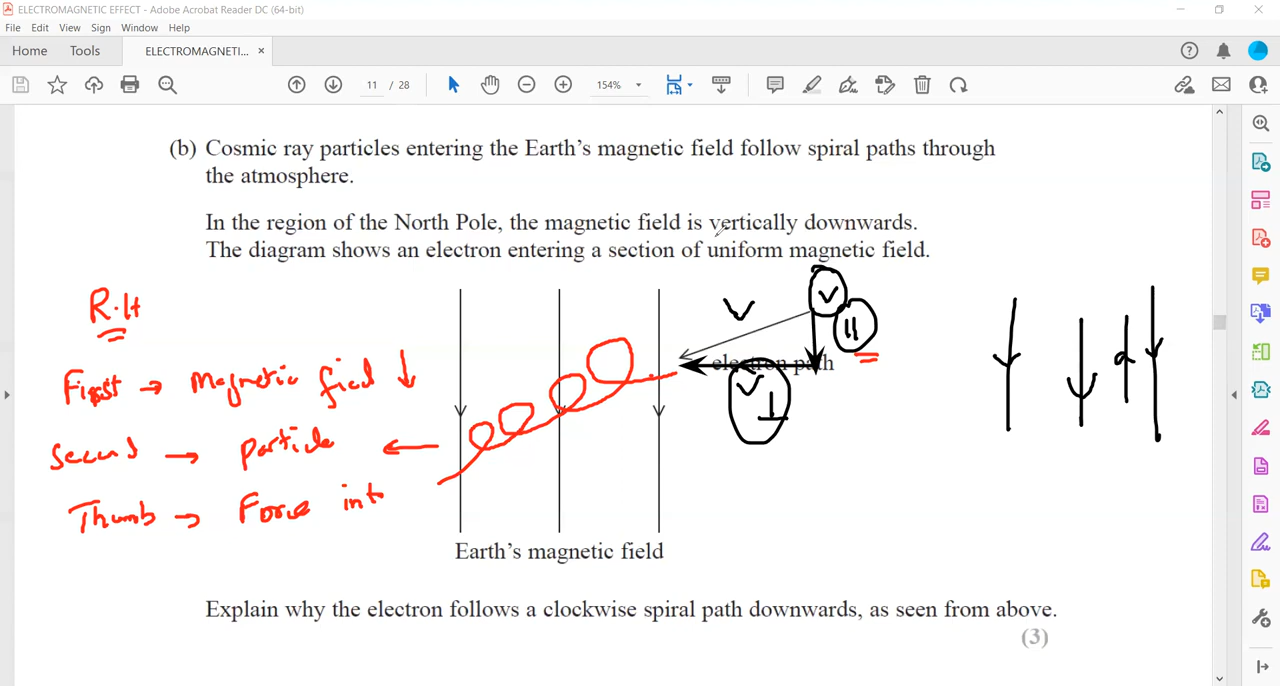 ELECTROMAGNETIC EFFECT - Adobe Acrobat Reader DC (64-bit)
File Edit View Sign Window Help
Home Tools ELECTROMAGNETI... ×
11 / 28 154%
(b) Cosmic ray particles entering the Earth's magnetic field follow spiral paths through
the atmosphere.
In the region of the North Pole, the magnetic field is vertically downwards.
The diagram shows an electron entering a section of uniform magnetic field.
R.H
V
V
||
electron path
V
⊥
First → Magnetic field ↓
Second → particle ←
Thumb → Force into
Earth's magnetic field
Explain why the electron follows a clockwise spiral path downwards, as seen from above.
(3)